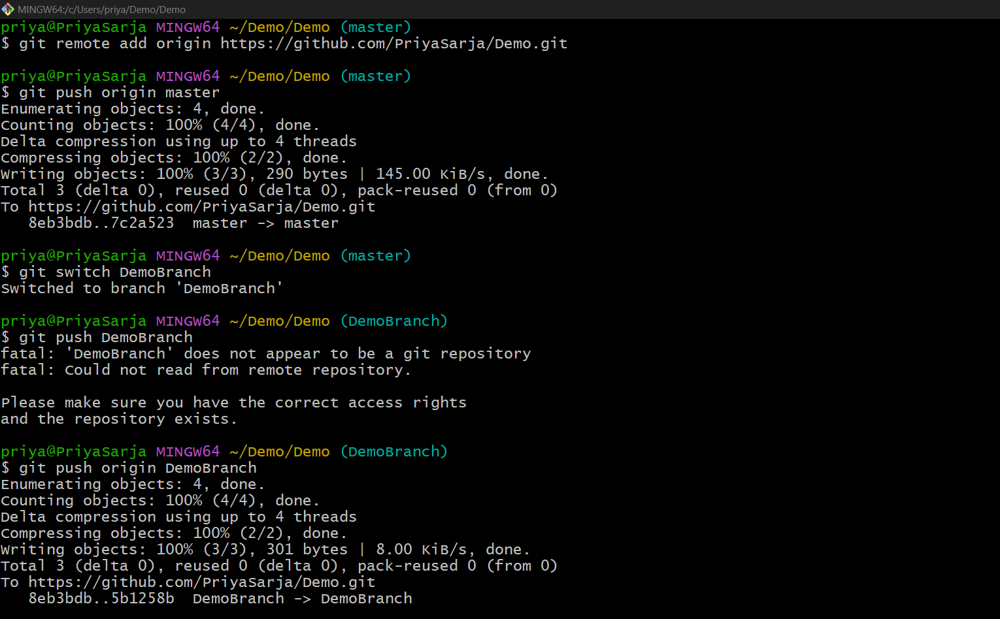 MINGW64:/c/Users/priya/Demo/Demo
priya@PriyaSarja MINGW64 ~/Demo/Demo (master)
$ git remote add origin https://github.com/PriyaSarja/Demo.git
priya@PriyaSarja MINGW64 ~/Demo/Demo (master)
$ git push origin master
Enumerating objects: 4, done.
Counting objects: 100% (4/4), done.
Delta compression using up to 4 threads
Compressing objects: 100% (2/2), done.
Writing objects: 100% (3/3), 290 bytes | 145.00 KiB/s, done.
Total 3 (delta 0), reused 0 (delta 0), pack-reused 0 (from 0)
To https://github.com/PriyaSarja/Demo.git
   8eb3bdb..7c2a523  master -> master
priya@PriyaSarja MINGW64 ~/Demo/Demo (master)
$ git switch DemoBranch
Switched to branch 'DemoBranch'
priya@PriyaSarja MINGW64 ~/Demo/Demo (DemoBranch)
$ git push DemoBranch
fatal: 'DemoBranch' does not appear to be a git repository
fatal: Could not read from remote repository.
Please make sure you have the correct access rights
and the repository exists.
priya@PriyaSarja MINGW64 ~/Demo/Demo (DemoBranch)
$ git push origin DemoBranch
Enumerating objects: 4, done.
Counting objects: 100% (4/4), done.
Delta compression using up to 4 threads
Compressing objects: 100% (2/2), done.
Writing objects: 100% (3/3), 301 bytes | 8.00 KiB/s, done.
Total 3 (delta 0), reused 0 (delta 0), pack-reused 0 (from 0)
To https://github.com/PriyaSarja/Demo.git
   8eb3bdb..5b1258b  DemoBranch -> DemoBranch